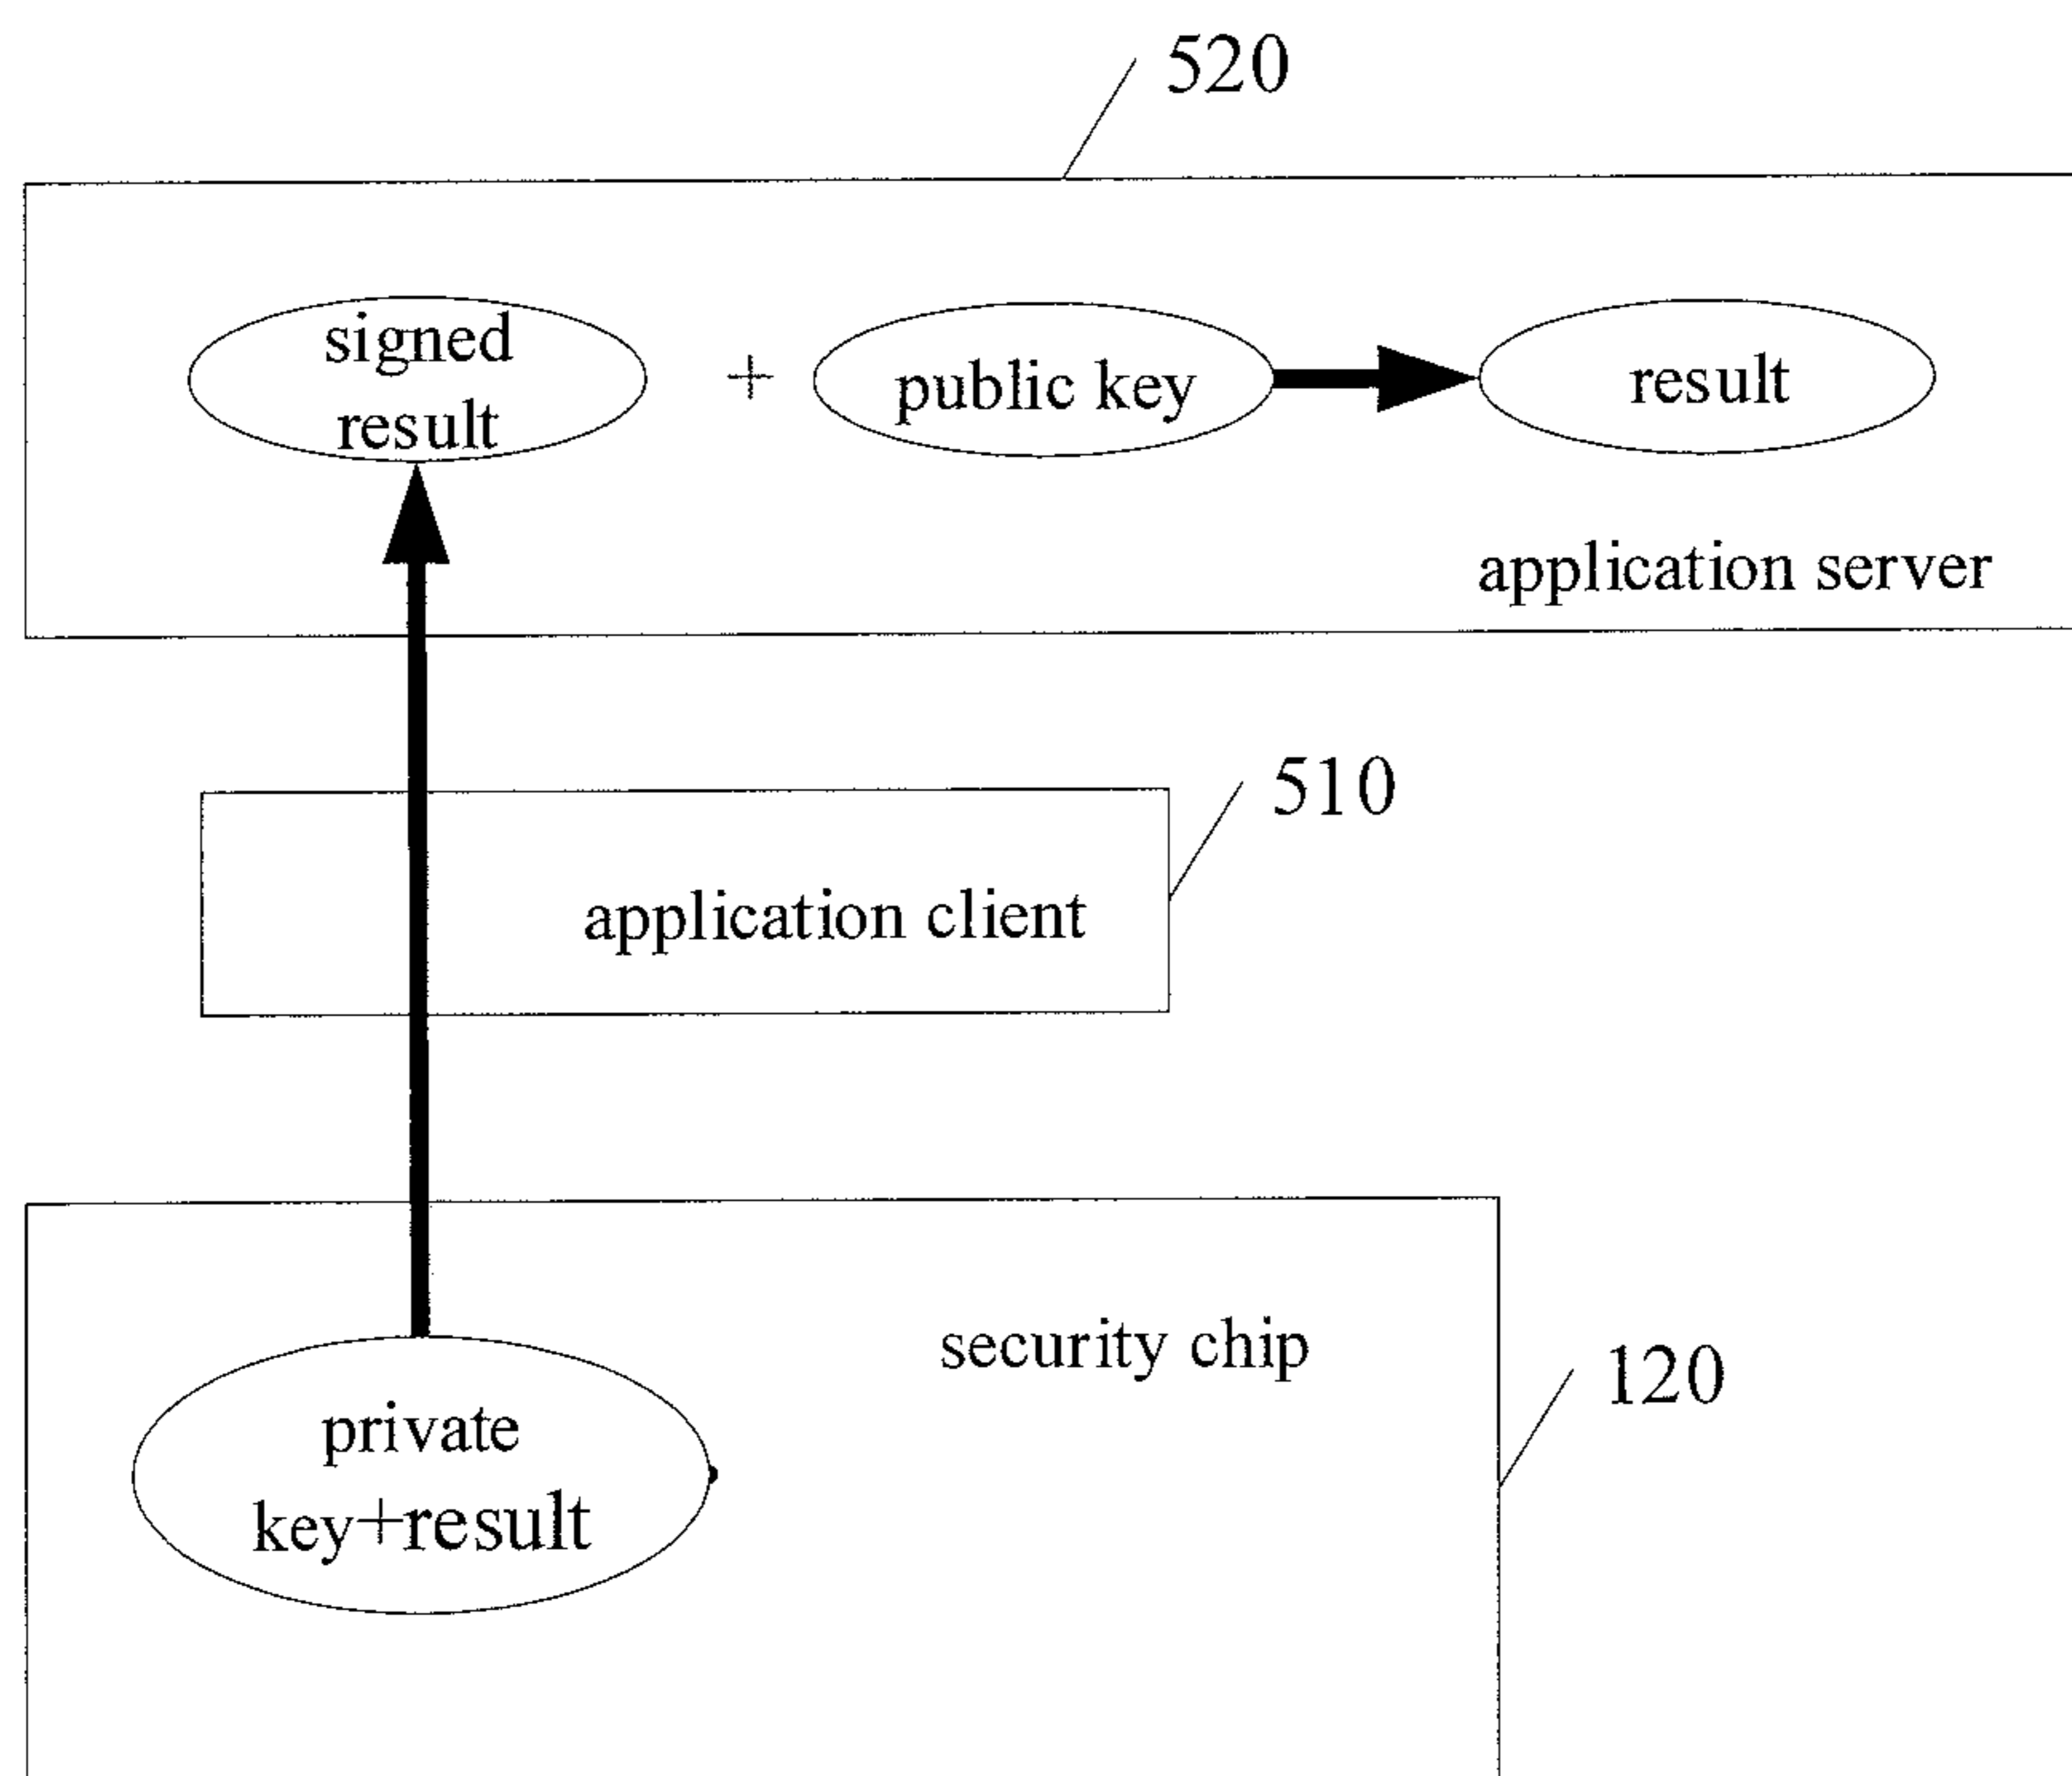 520
signed
result
+
public key
result
application server
510
application client
security chip
120
private
key+result